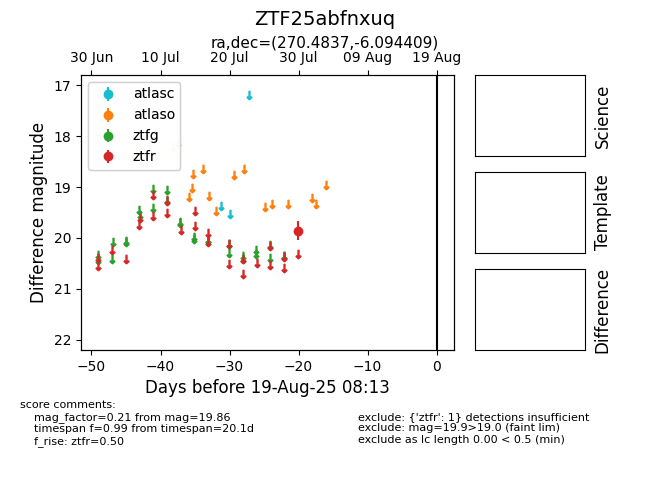 ZTF25abfnxuq
ra,dec=(270.4837,-6.094409)
30 Jun 10 Jul 20 Jul 30 Jul 09 Aug 19 Aug
atlasc
atlaso
ztfg
ztfr
17
18
19
20
21
22
Difference magnitude
−50 −40 −30 −20 −10 0
Days before 19-Aug-25 08:13
Science
Template
Difference
score comments:
mag_factor=0.21 from mag=19.86
timespan f=0.99 from timespan=20.1d
f_rise: ztfr=0.50
exclude: {'ztfr': 1} detections insufficient
exclude: mag=19.9>19.0 (faint lim)
exclude as lc length 0.00 < 0.5 (min)